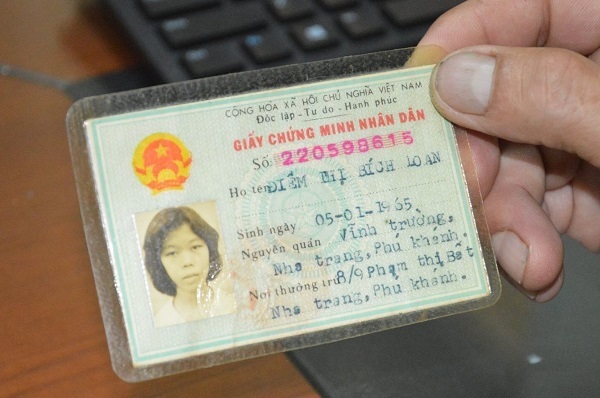 CỘNG HÒA XÃ HỘI CHỦ NGHĨA VIỆT NAM
Độc lập - Tự do - Hạnh phúc
GIẤY CHỨNG MINH NHÂN DÂN
Số: 220598615
Họ tên ĐIỀM THỊ BÍCH LOAN
Sinh ngày 05-01-1965.
Nguyên quán Vĩnh trường,
Nha trang, Phú khánh.
Nơi thường trú 8/9 Phạm thị Bết
Nha trang, Phú khánh.